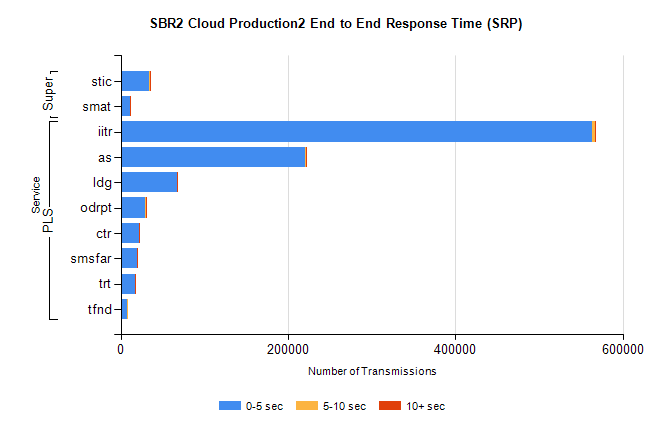 SBR2 Cloud Production2 End to End Response Time (SRP)
Service
Super
PLS
stic
smat
iitr
as
ldg
odrpt
ctr
smsfar
trt
tfnd
0 200000 400000 600000
Number of Transmissions
0-5 sec 5-10 sec 10+ sec